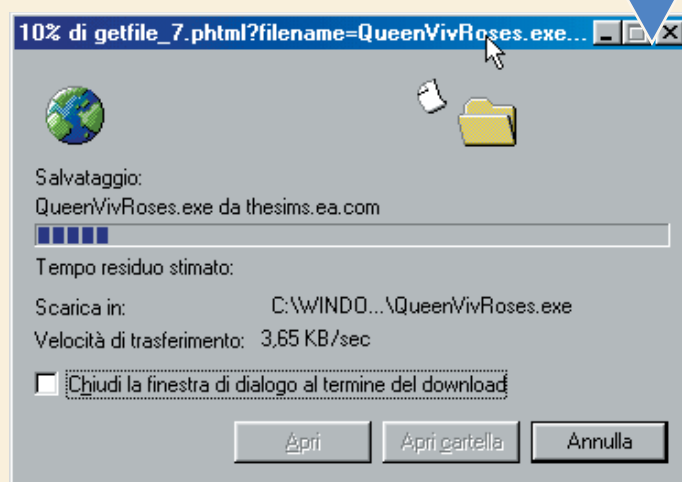 10% di getfile_7.phtml?filename=QueenVivRoses.exe...
Salvataggio:
QueenVivRoses.exe da thesims.ea.com
Tempo residuo stimato:
Scarica in: C:\WINDO...\QueenVivRoses.exe
Velocità di trasferimento: 3,65 KB/sec
Chiudi la finestra di dialogo al termine del download
Apri Apri cartella Annulla